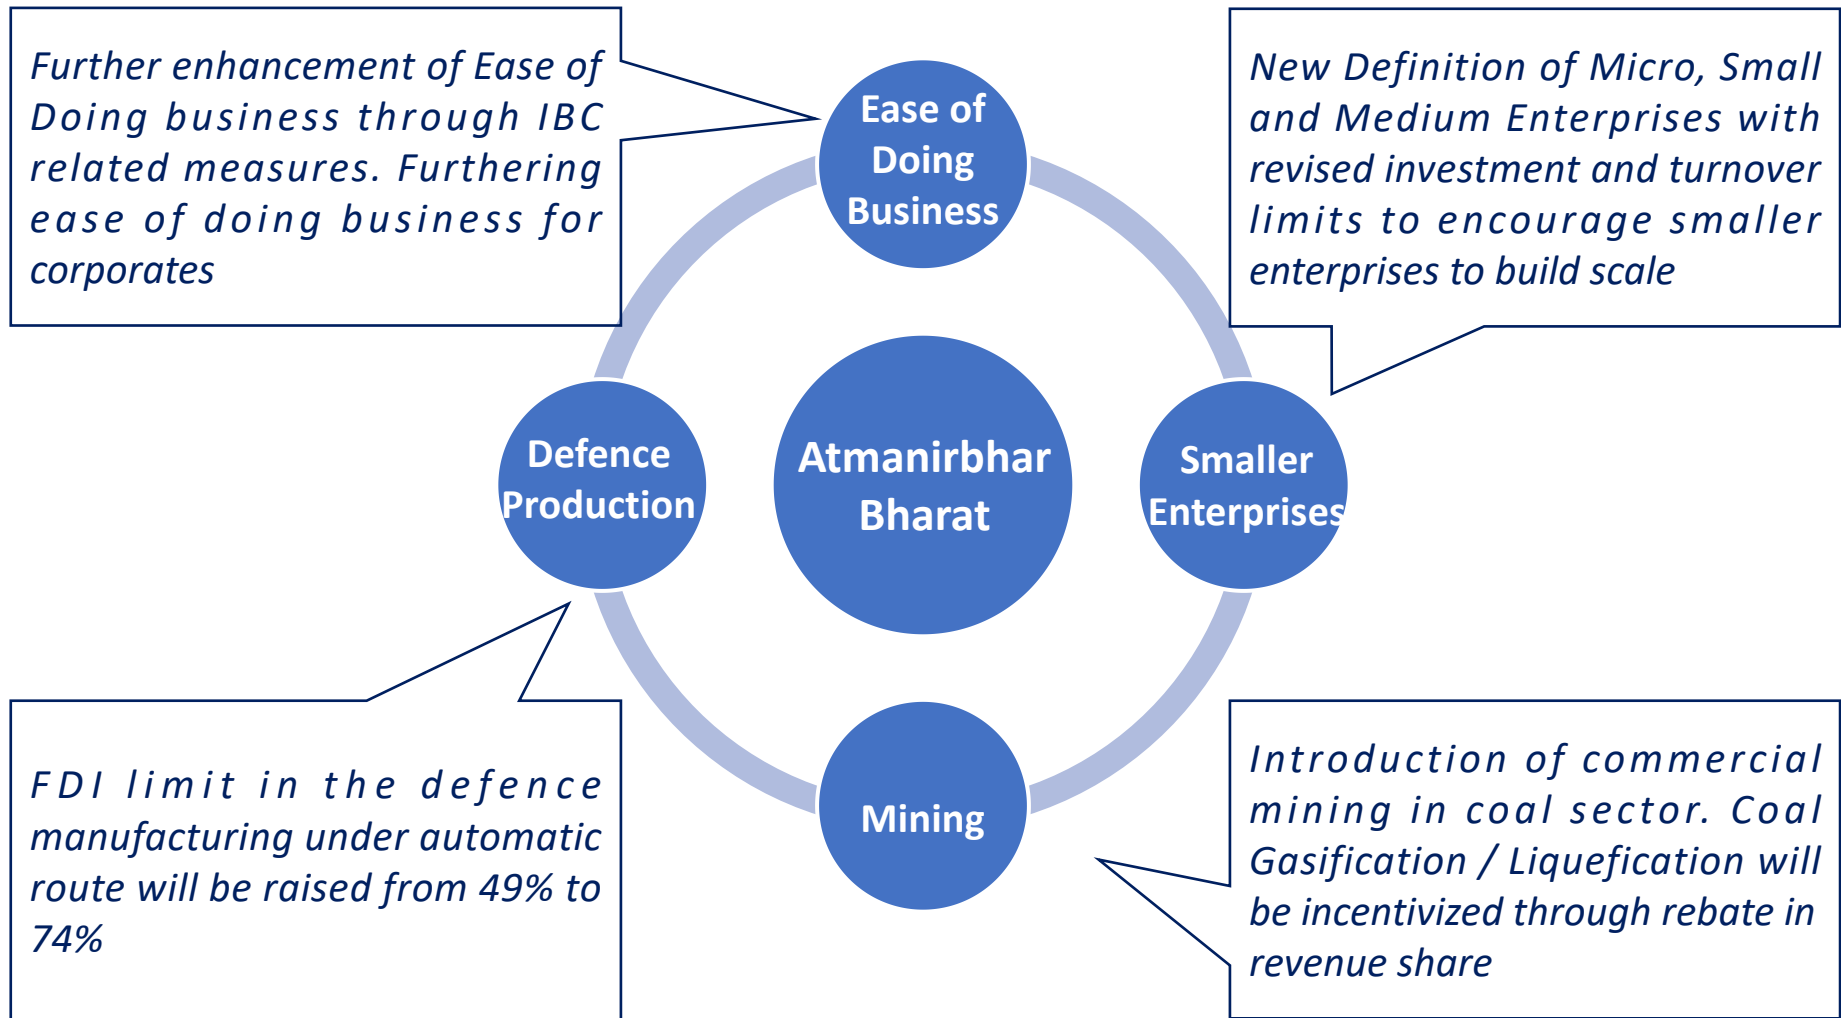 Further enhancement of Ease of
Doing business through IBC
related measures. Furthering
ease of doing business for
corporates
Ease of
Doing
Business
New Definition of Micro, Small
and Medium Enterprises with
revised investment and turnover
limits to encourage smaller
enterprises to build scale
Defence
Production
Atmanirbhar
Bharat
Smaller
Enterprises
FDI limit in the defence
manufacturing under automatic
route will be raised from 49% to
74%
Mining
Introduction of commercial
mining in coal sector. Coal
Gasification / Liquefication will
be incentivized through rebate in
revenue share